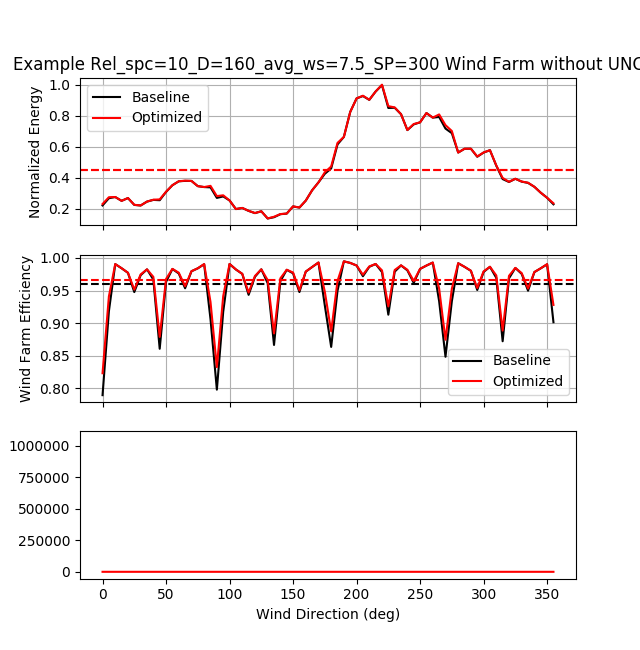 Example Rel_spc=10_D=160_avg_ws=7.5_SP=300 Wind Farm without UNC
Normalized Energy
1.0
0.8
0.6
0.4
0.2
Baseline
Optimized
Wind Farm Efficiency
1.00
0.95
0.90
0.85
0.80
Baseline
Optimized
1000000
750000
500000
250000
0
0 50 100 150 200 250 300 350
Wind Direction (deg)